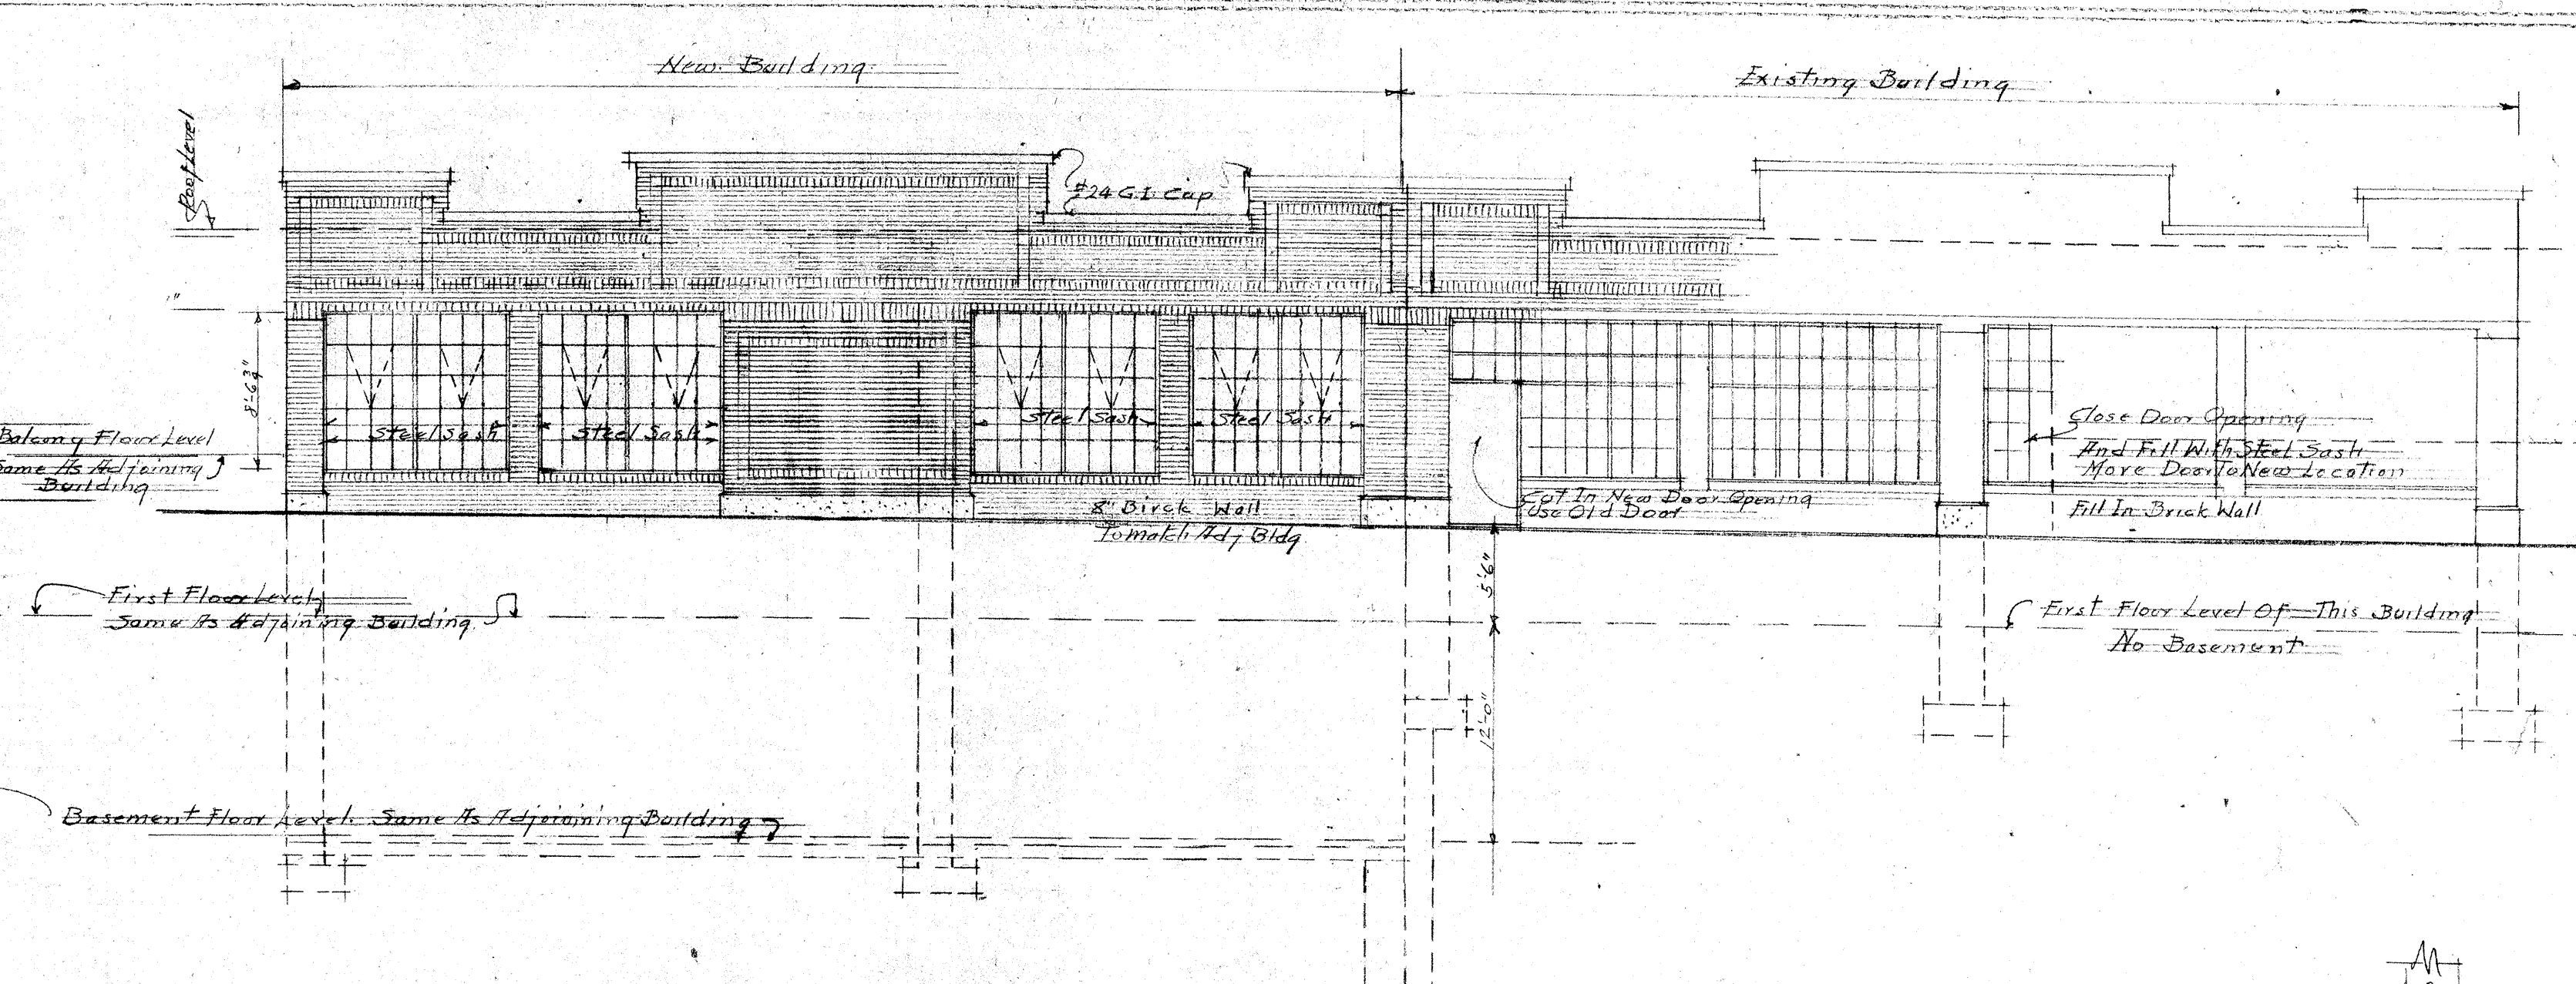 New Building
Existing Building
Roof Level
#24 G.I. Cap
8'-6¾"
Balcony Floor Level
Same As Adjoining
Building
Steel Sash
Steel Sash
Steel Sash
Steel Sash
Close Door Opening
And Fill With Steel Sash
Move Door To New Location
Cut In New Door Opening
Use Old Door
8" Birck Wall
To match Adj Bldg
Fill In Brick Wall
5'-6"
First Floor Level
Same As Adjoining Building
First Floor Level Of This Building
No Basement
12'-0"
Basement Floor Level. Same As Adjoining Building